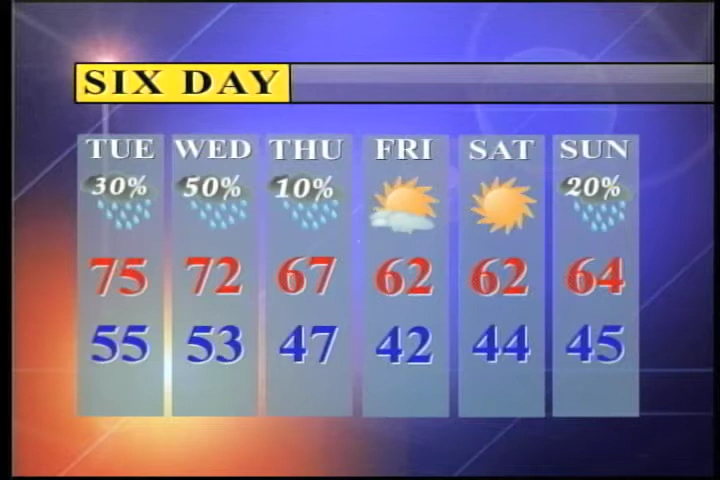 SIX DAY
TUE WED THU FRI SAT SUN
30% 50% 10% 20%
75 72 67 62 62 64
55 53 47 42 44 45